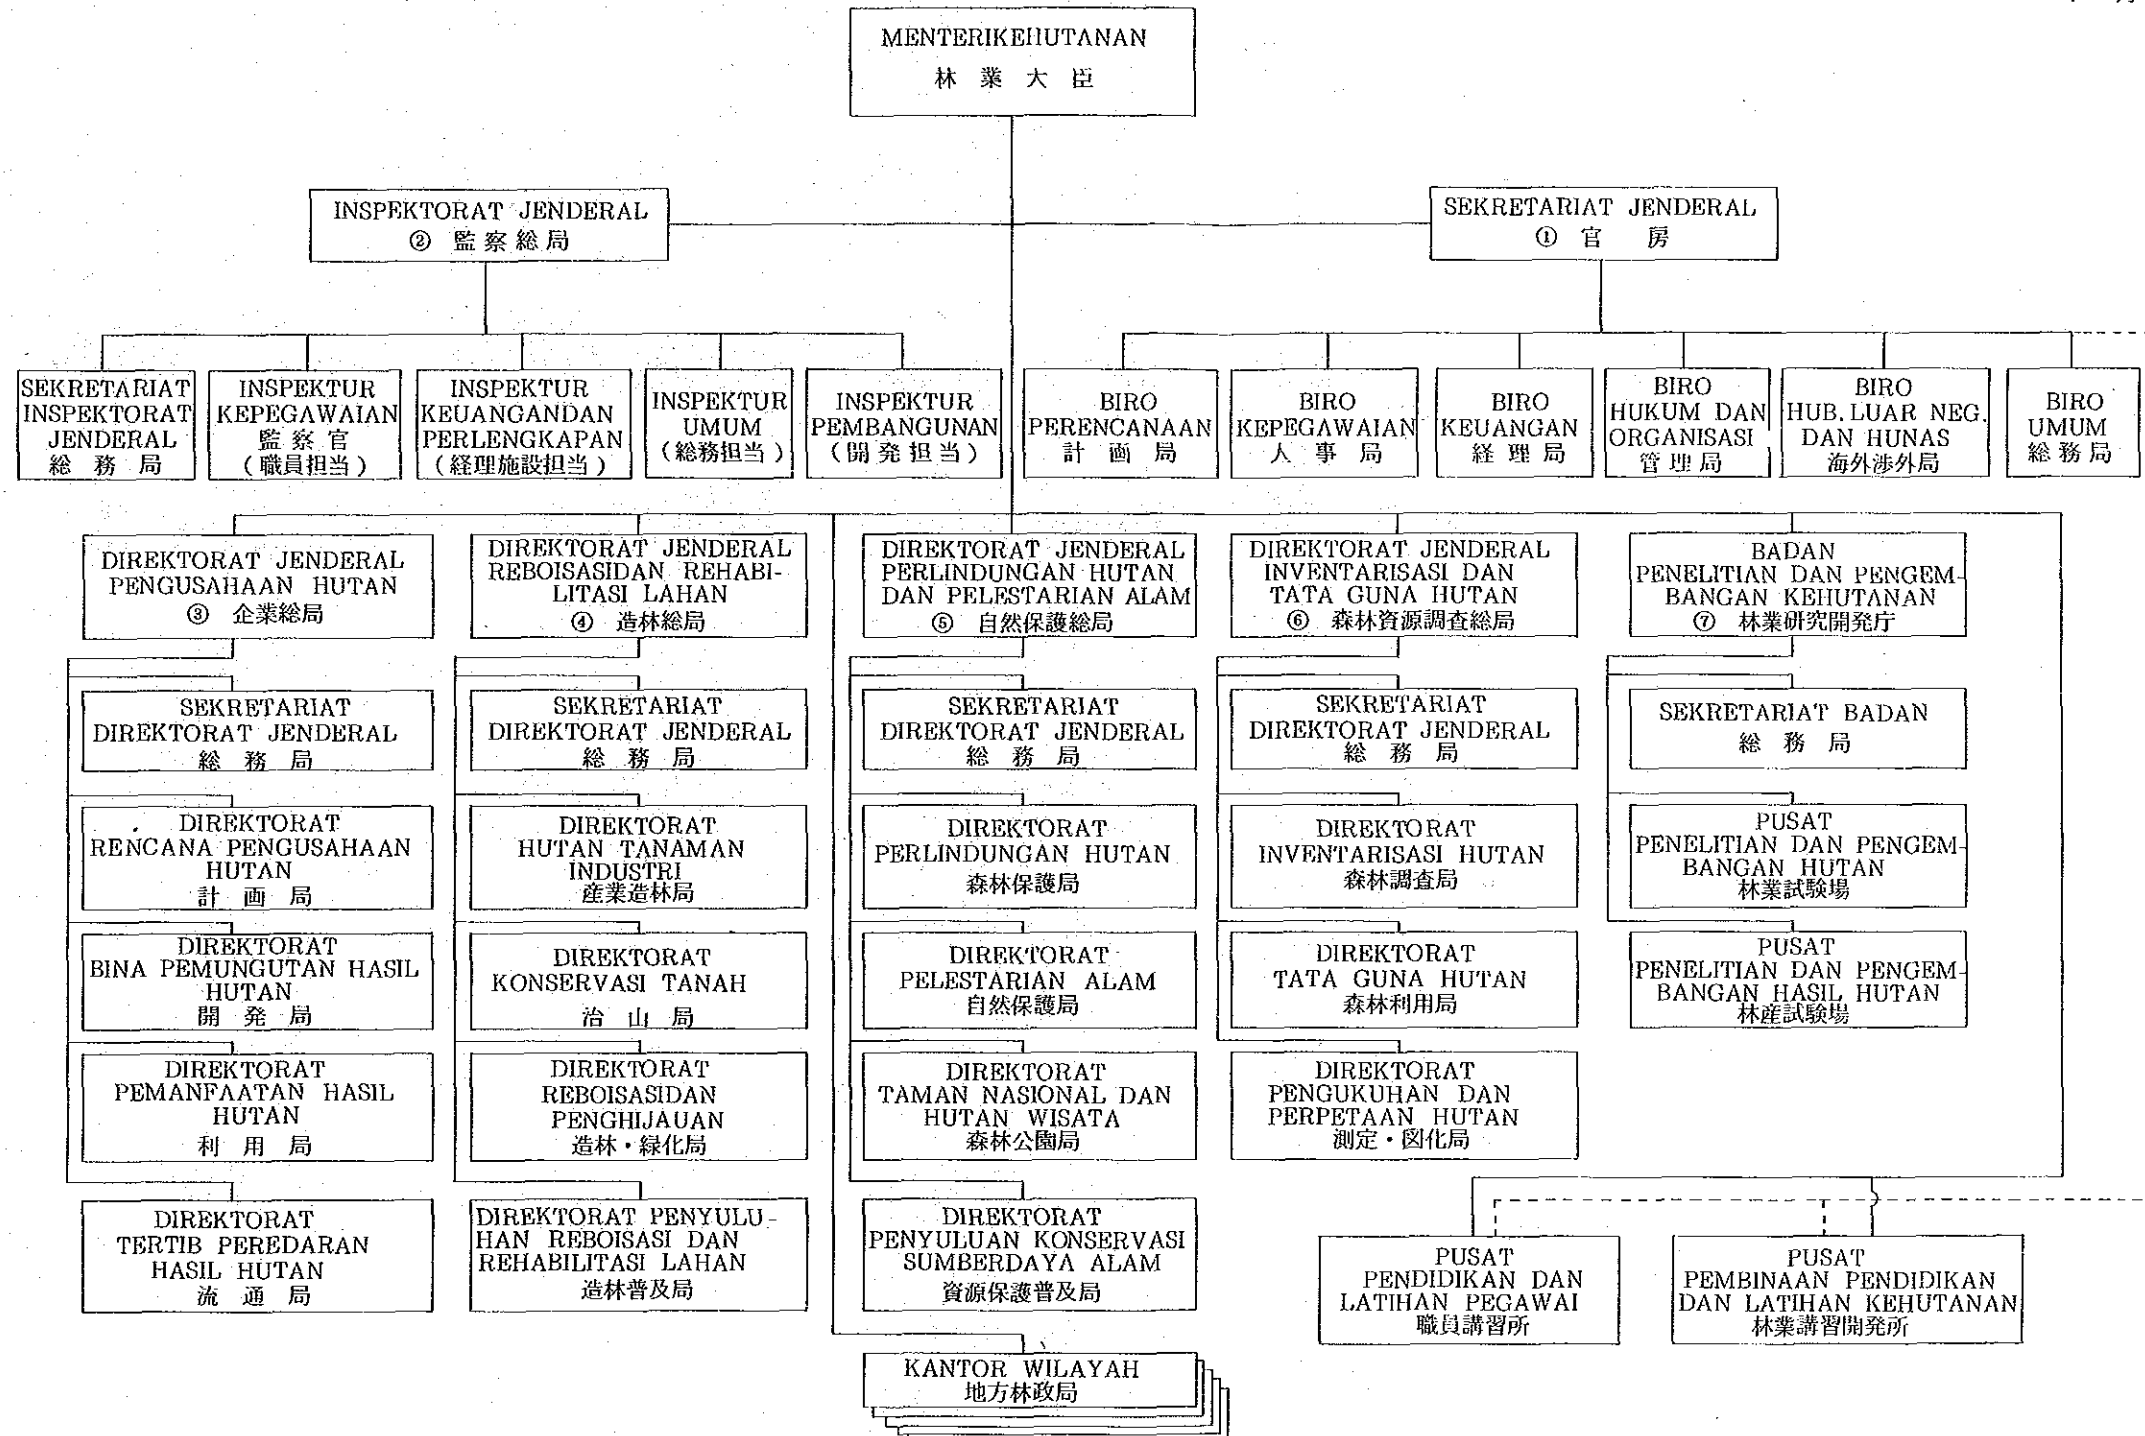 MENTERIKEHUTANAN
林業大臣
INSPEKTORAT JENDERAL
② 監察総局
SEKRETARIAT JENDERAL
① 官房
SEKRETARIAT
INSPEKTORAT
JENDERAL
総務局
INSPEKTUR
KEPEGAWAIAN
監察官
(職員担当)
INSPEKTUR
KEUANGANDAN
PERLENGKAPAN
(経理施設担当)
INSPEKTUR
UMUM
(総務担当)
INSPEKTUR
PEMBANGUNAN
(開発担当)
BIRO
PERENCANAAN
計画局
BIRO
KEPEGAWAIAN
人事局
BIRO
KEUANGAN
経理局
BIRO
HUKUM DAN
ORGANISASI
管理局
BIRO
HUB. LUAR NEG.
DAN HUNAS
海外渉外局
BIRO
UMUM
総務局
DIREKTORAT JENDERAL
PENGUSAHAAN HUTAN
③ 企業総局
DIREKTORAT JENDERAL
REBOISASIDAN REHABI-
LITASI LAHAN
④ 造林総局
DIREKTORAT JENDERAL
PERLINDUNGAN HUTAN
DAN PELESTARIAN ALAM
⑤ 自然保護総局
DIREKTORAT JENDERAL
INVENTARISASI DAN
TATA GUNA HUTAN
⑥ 森林資源調査総局
BADAN
PENELITIAN DAN PENGEM-
BANGAN KEHUTANAN
⑦ 林業研究開発庁
SEKRETARIAT
DIREKTORAT JENDERAL
総務局
SEKRETARIAT
DIREKTORAT JENDERAL
総務局
SEKRETARIAT
DIREKTORAT JENDERAL
総務局
SEKRETARIAT
DIREKTORAT JENDERAL
総務局
SEKRETARIAT BADAN
総務局
DIREKTORAT
RENCANA PENGUSAHAAN
HUTAN
計画局
DIREKTORAT
HUTAN TANAMAN
INDUSTRI
産業造林局
DIREKTORAT
PERLINDUNGAN HUTAN
森林保護局
DIREKTORAT
INVENTARISASI HUTAN
森林調査局
PUSAT
PENELITIAN DAN PENGEM-
BANGAN HUTAN
林業試験場
DIREKTORAT
BINA PEMUNGUTAN HASIL
HUTAN
開発局
DIREKTORAT
KONSERVASI TANAH
治山局
DIREKTORAT
PELESTARIAN ALAM
自然保護局
DIREKTORAT
TATA GUNA HUTAN
森林利用局
PUSAT
PENELITIAN DAN PENGEM-
BANGAN HASIL HUTAN
林産試験場
DIREKTORAT
PEMANFAATAN HASIL
HUTAN
利用局
DIREKTORAT
REBOISASIDAN
PENGHIJAUAN
造林・緑化局
DIREKTORAT
TAMAN NASIONAL DAN
HUTAN WISATA
森林公園局
DIREKTORAT
PENGUKUHAN DAN
PERPETAAN HUTAN
測定・図化局
DIREKTORAT
TERTIB PEREDARAN
HASIL HUTAN
流通局
DIREKTORAT PENYULU-
HAN REBOISASI DAN
REHABILITASI LAHAN
造林普及局
DIREKTORAT
PENYULUAN KONSERVASI
SUMBERDAYA ALAM
資源保護普及局
PUSAT
PENDIDIKAN DAN
LATIHAN PEGAWAI
職員講習所
PUSAT
PEMBINAAN PENDIDIKAN
DAN LATIHAN KEHUTANAN
林業講習開発所
KANTOR WILAYAH
地方林政局